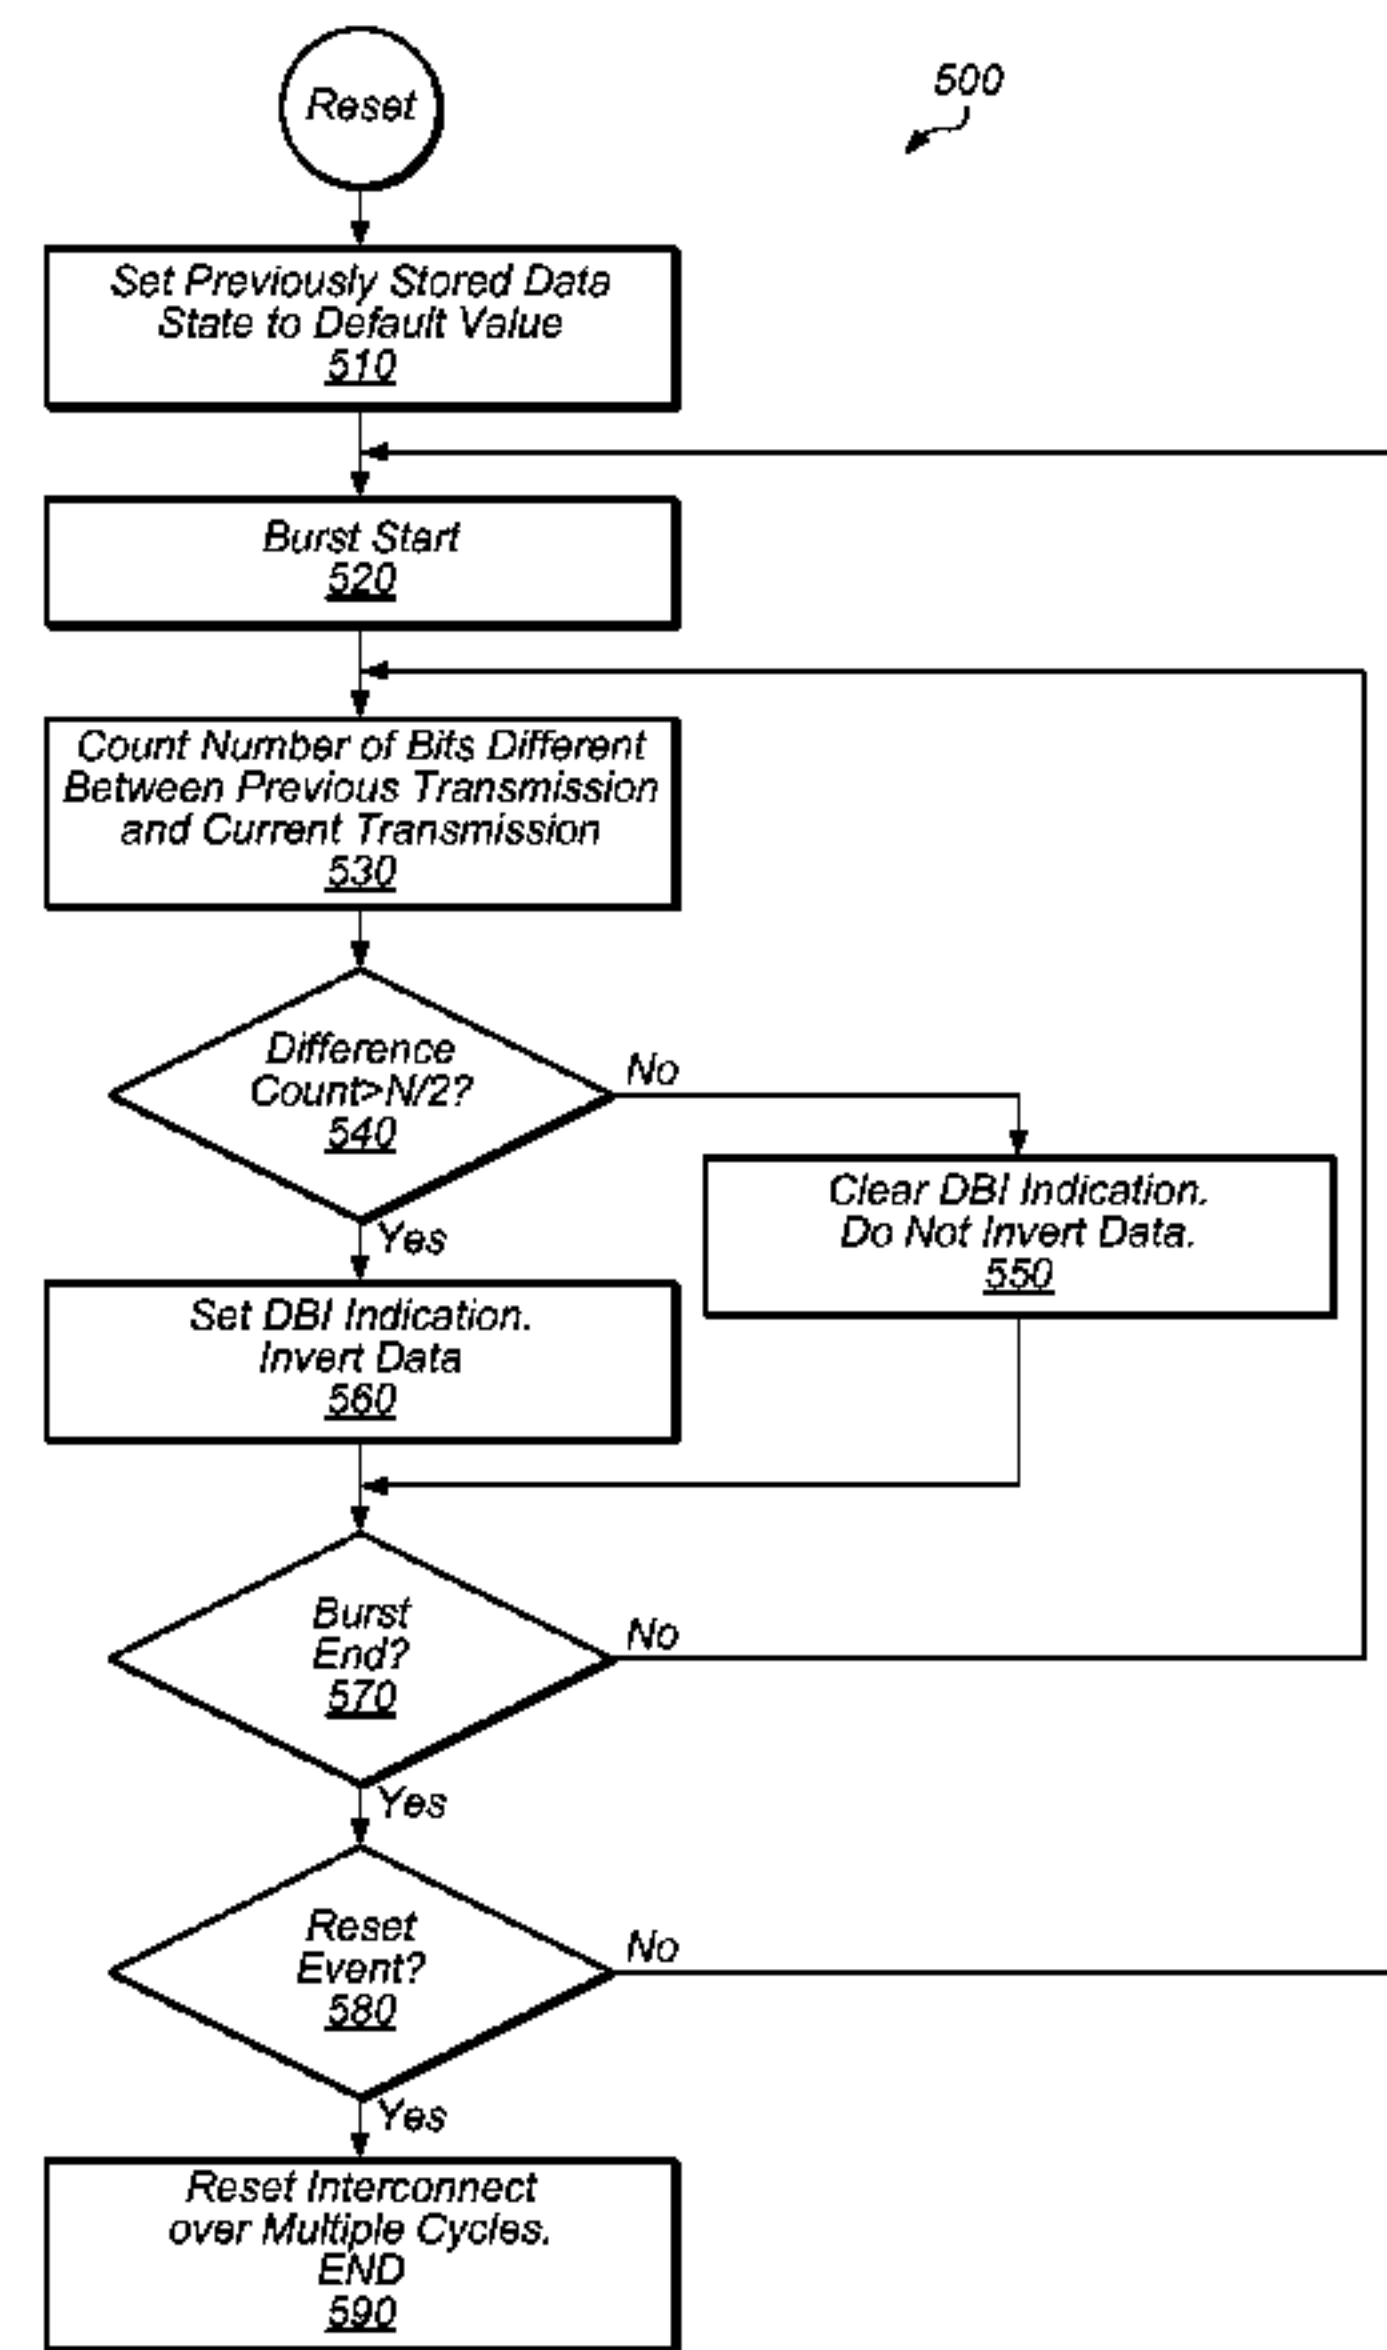 Reset
500
Set Previously Stored Data
State to Default Value
510
Burst Start
520
Count Number of Bits Different
Between Previous Transmission
and Current Transmission
530
Difference
Count>N/2?
540
No
Yes
Clear DBI Indication.
Do Not Invert Data.
550
Set DBI Indication.
Invert Data
560
Burst
End?
570
No
Yes
Reset
Event?
580
No
Yes
Reset Interconnect
over Multiple Cycles.
END
590